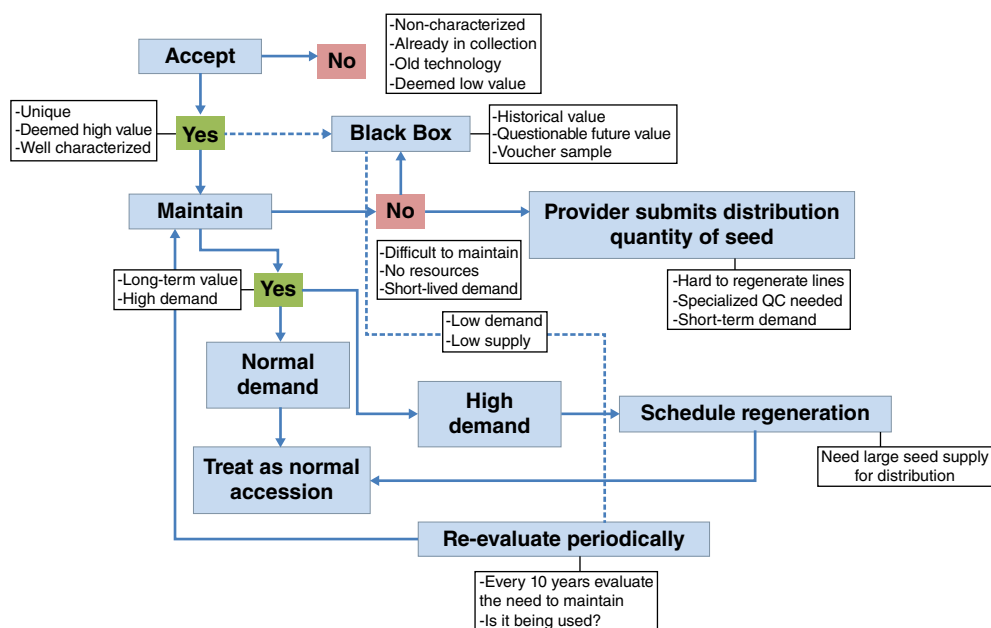 Accept
No
-Non-characterized
-Already in collection
-Old technology
-Deemed low value
-Unique
-Deemed high value
-Well characterized
Yes
Black Box
-Historical value
-Questionable future value
-Voucher sample
Maintain
No
Provider submits distribution
quantity of seed
-Difficult to maintain
-No resources
-Short-lived demand
-Long-term value
-High demand
Yes
-Hard to regenerate lines
-Specialized QC needed
-Short-term demand
-Low demand
-Low supply
Normal
demand
High
demand
Schedule regeneration
Need large seed supply
for distribution
Treat as normal
accession
Re-evaluate periodically
-Every 10 years evaluate
the need to maintain
-Is it being used?